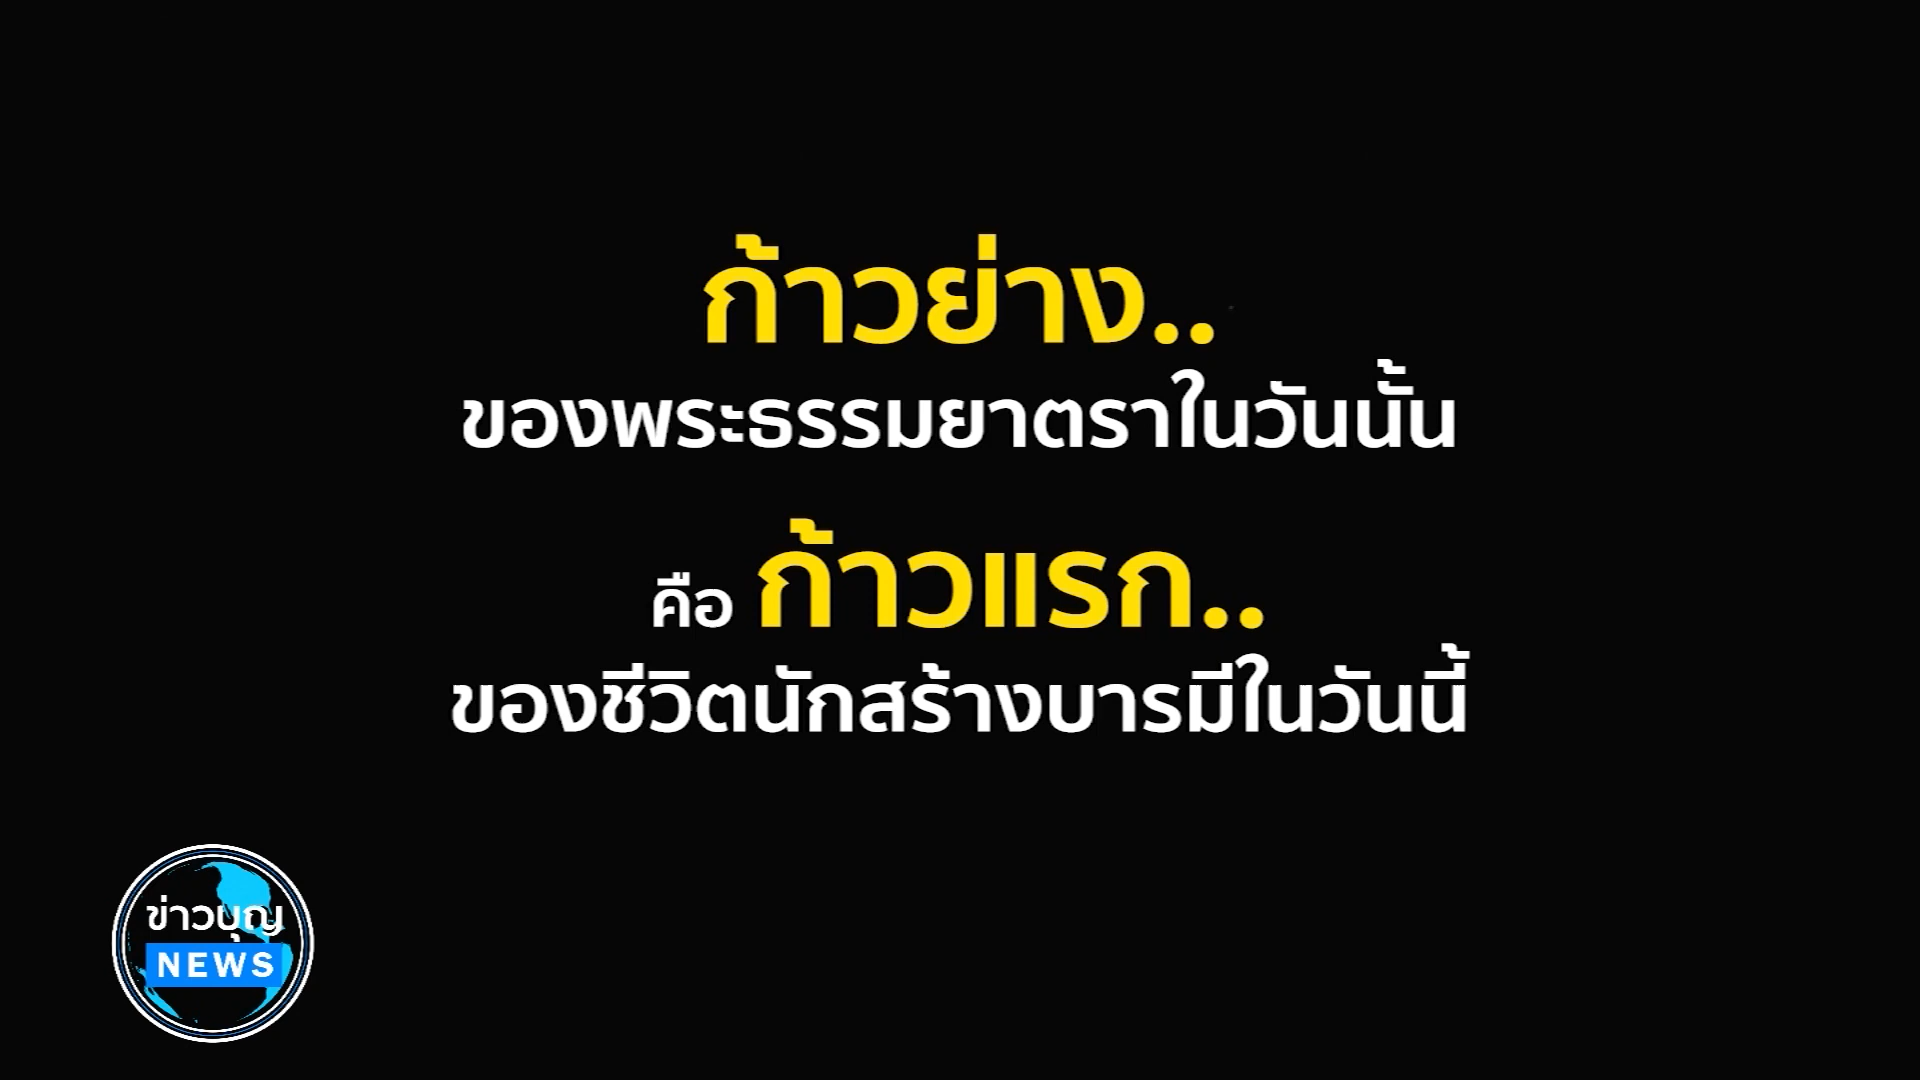 ก้าวย่าง..
ของพระธรรมยาตราในวันนั้น
คือ ก้าวแรก..
ของชีวิตนักสร้างบารมีในวันนี้
ข่าวบุญ
NEWS